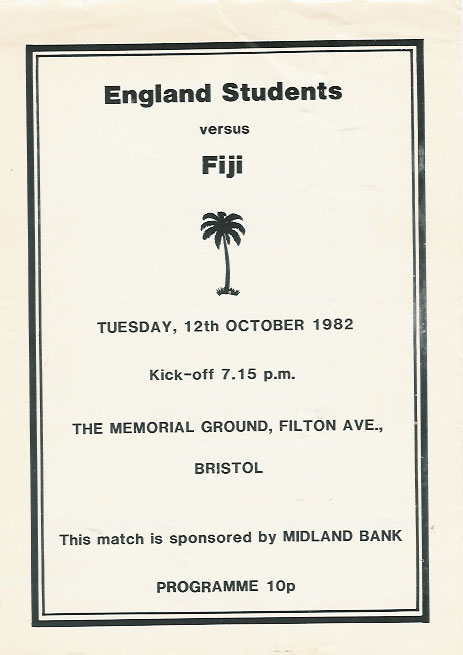 England Students
versus
Fiji
TUESDAY, 12th OCTOBER 1982
Kick-off 7.15 p.m.
THE MEMORIAL GROUND, FILTON AVE.,
BRISTOL
This match is sponsored by MIDLAND BANK
PROGRAMME 10p